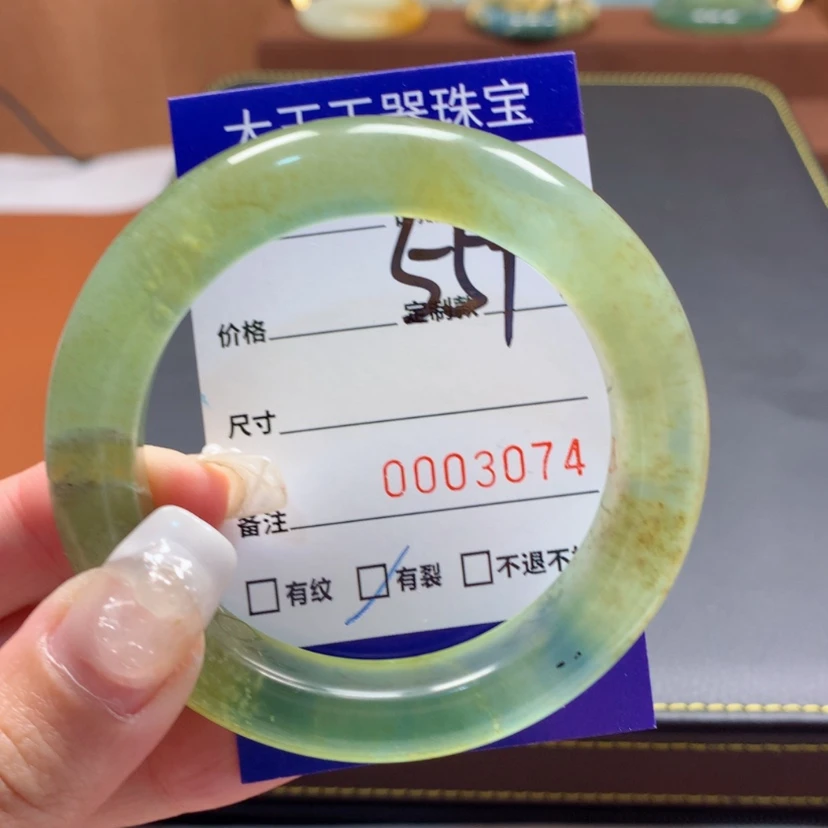 珠宝
价格 定制款
尺寸
0003074
备注
有纹 有裂 不退不